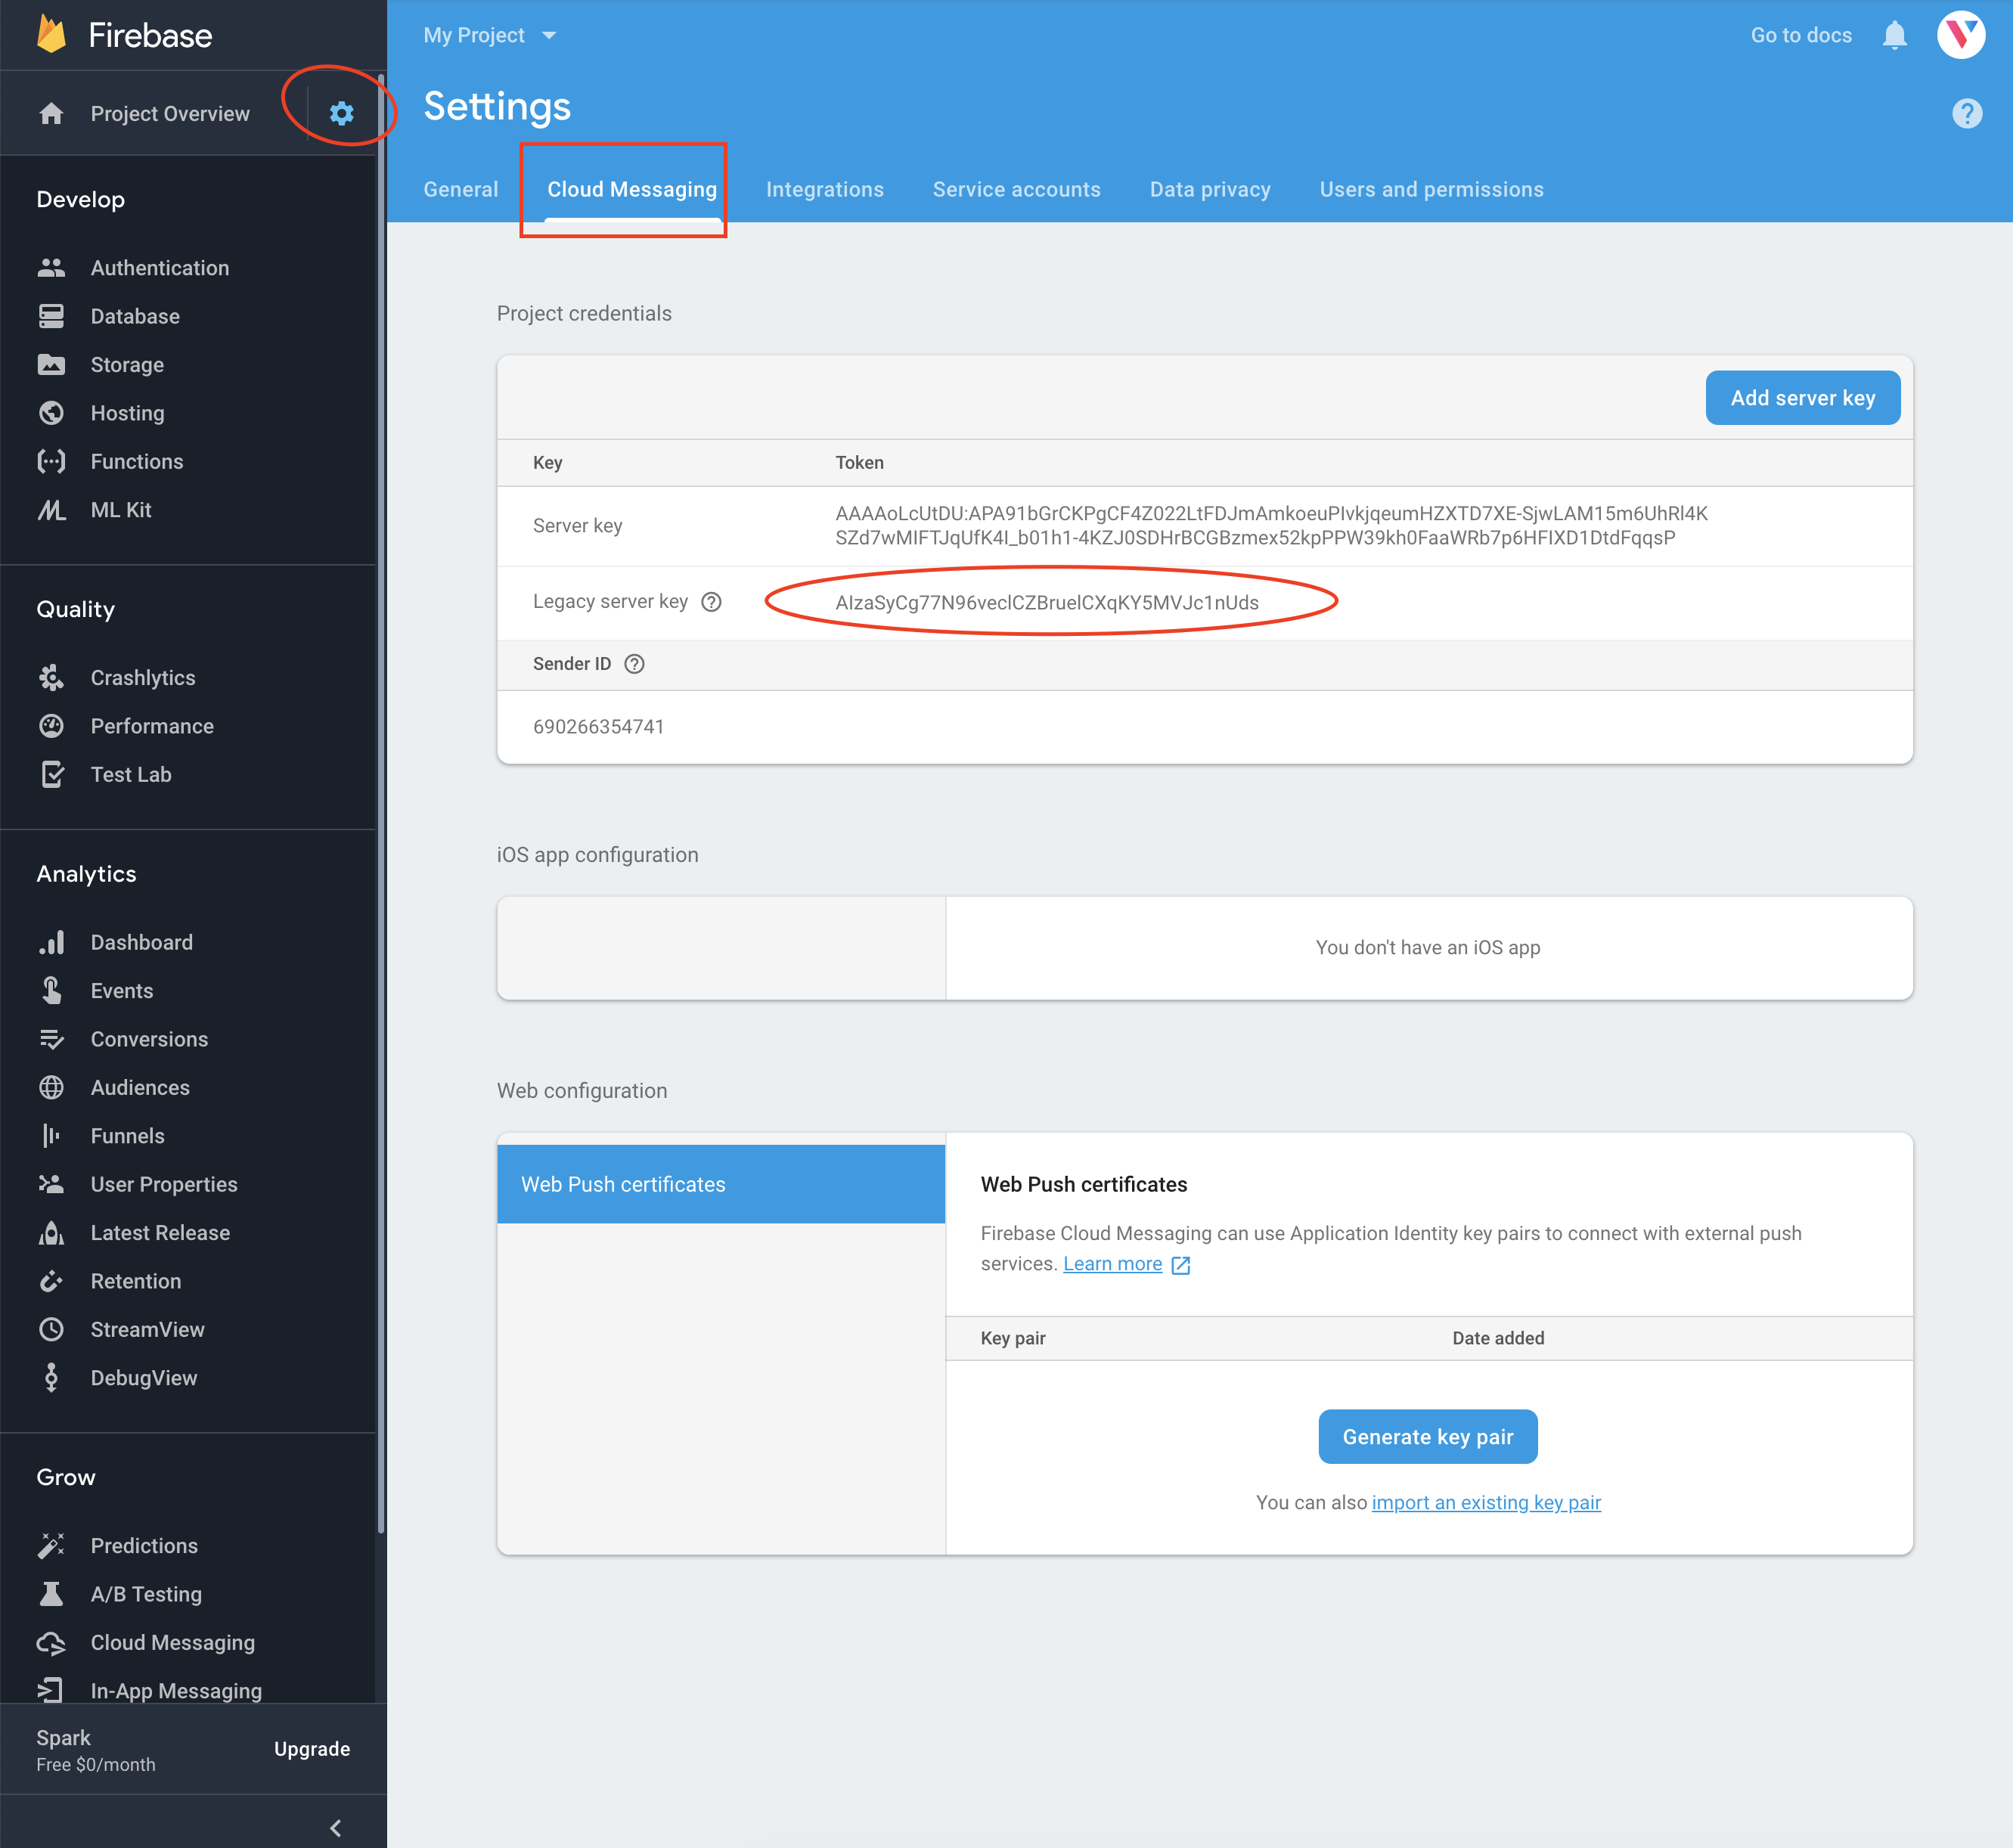 Firebase
Project Overview
Develop
Authentication
Database
Storage
Hosting
Functions
ML Kit
Quality
Crashlytics
Performance
Test Lab
Analytics
Dashboard
Events
Conversions
Audiences
Funnels
User Properties
Latest Release
Retention
StreamView
DebugView
Grow
Predictions
A/B Testing
Cloud Messaging
In-App Messaging
Spark
Free $0/month
Upgrade
My Project
Go to docs
Settings
General
Cloud Messaging
Integrations
Service accounts
Data privacy
Users and permissions
Project credentials
Add server key
Key Token
Server key
AAAAoLcUtDU:APA91bGrCKPgCF4Z022LtFDJmAmkoeuPIvkjqeumHZXTD7XE-SjwLAM15m6UhRl4K
SZd7wMIFTJqUfK4I_b01h1-4KZJ0SDHrBCGBzmex52kpPPW39kh0FaaWRb7p6HFIXD1DtdFqqsP
Legacy server key AIzaSyCg77N96veclCZBruelCXqKY5MVJc1nUds
Sender ID
690266354741
iOS app configuration
You don't have an iOS app
Web configuration
Web Push certificates
Web Push certificates
Firebase Cloud Messaging can use Application Identity key pairs to connect with external push
services. Learn more
Key pair Date added
Generate key pair
You can also import an existing key pair